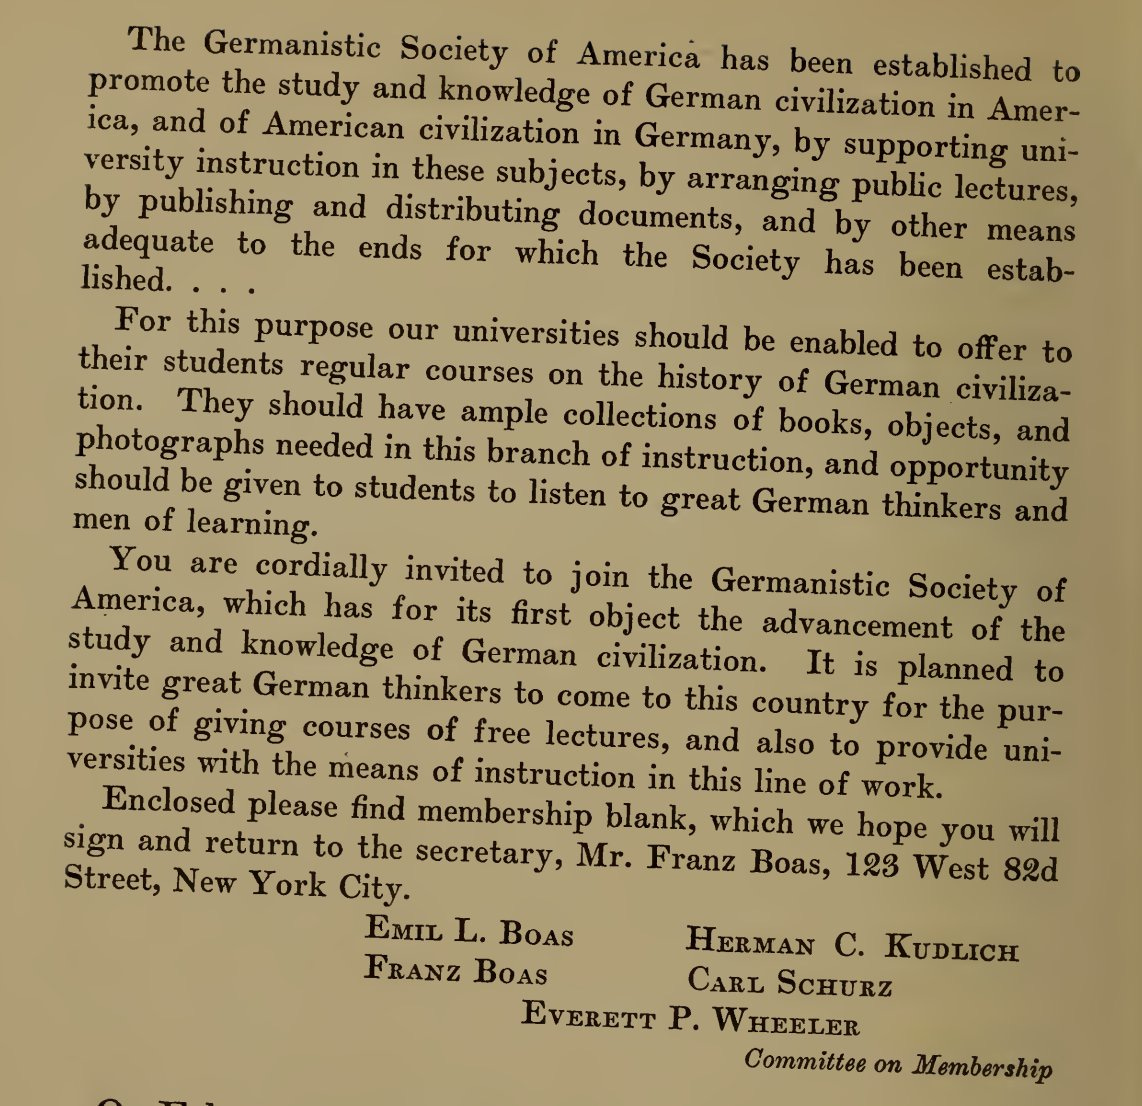 The Germanistic Society of America has been established to
promote the study and knowledge of German civilization in Amer-
ica, and of American civilization in Germany, by supporting uni-
versity instruction in these subjects, by arranging public lectures,
by publishing and distributing documents, and by other means
adequate to the ends for which the Society has been estab-
lished. . . .
For this purpose our universities should be enabled to offer to
their students regular courses on the history of German civiliza-
tion. They should have ample collections of books, objects, and
photographs needed in this branch of instruction, and opportunity
should be given to students to listen to great German thinkers and
men of learning.
You are cordially invited to join the Germanistic Society of
America, which has for its first object the advancement of the
study and knowledge of German civilization. It is planned to
invite great German thinkers to come to this country for the pur-
pose of giving courses of free lectures, and also to provide uni-
versities with the means of instruction in this line of work.
Enclosed please find membership blank, which we hope you will
sign and return to the secretary, Mr. Franz Boas, 123 West 82d
Street, New York City.
EMIL L. BOAS HERMAN C. KUDLICH
FRANZ BOAS CARL SCHURZ
EVERETT P. WHEELER
Committee on Membership